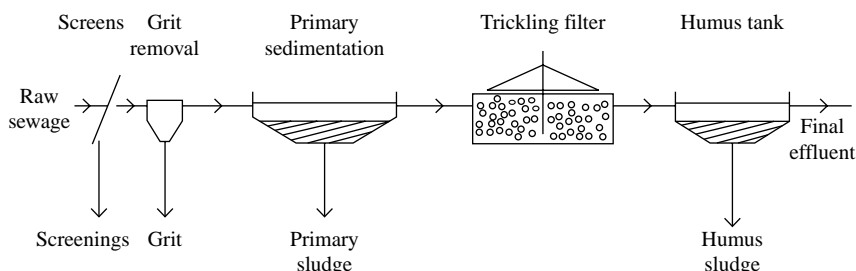 Screens
Grit
removal
Primary
sedimentation
Trickling filter
Humus tank
Raw
sewage
Final
effluent
Screenings
Grit
Primary
sludge
Humus
sludge